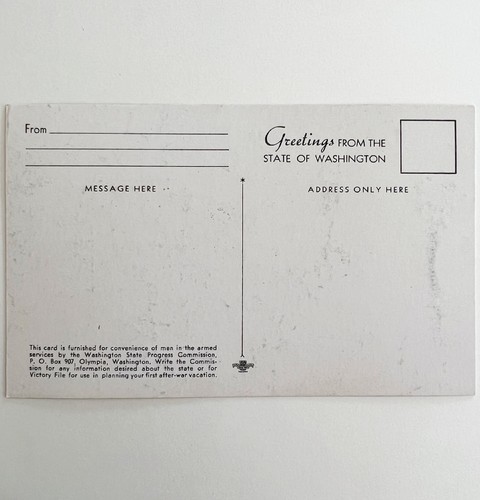 From
Greetings FROM THE
STATE OF WASHINGTON
MESSAGE HERE
ADDRESS ONLY HERE
This card is furnished for convenience of men in the armed
services by the Washington State Progress Commission,
P. O. Box 907, Olympia, Washington. Write the Commis-
sion for any information desired about the state or for
Victory File for use in planning your first after-war vacation.